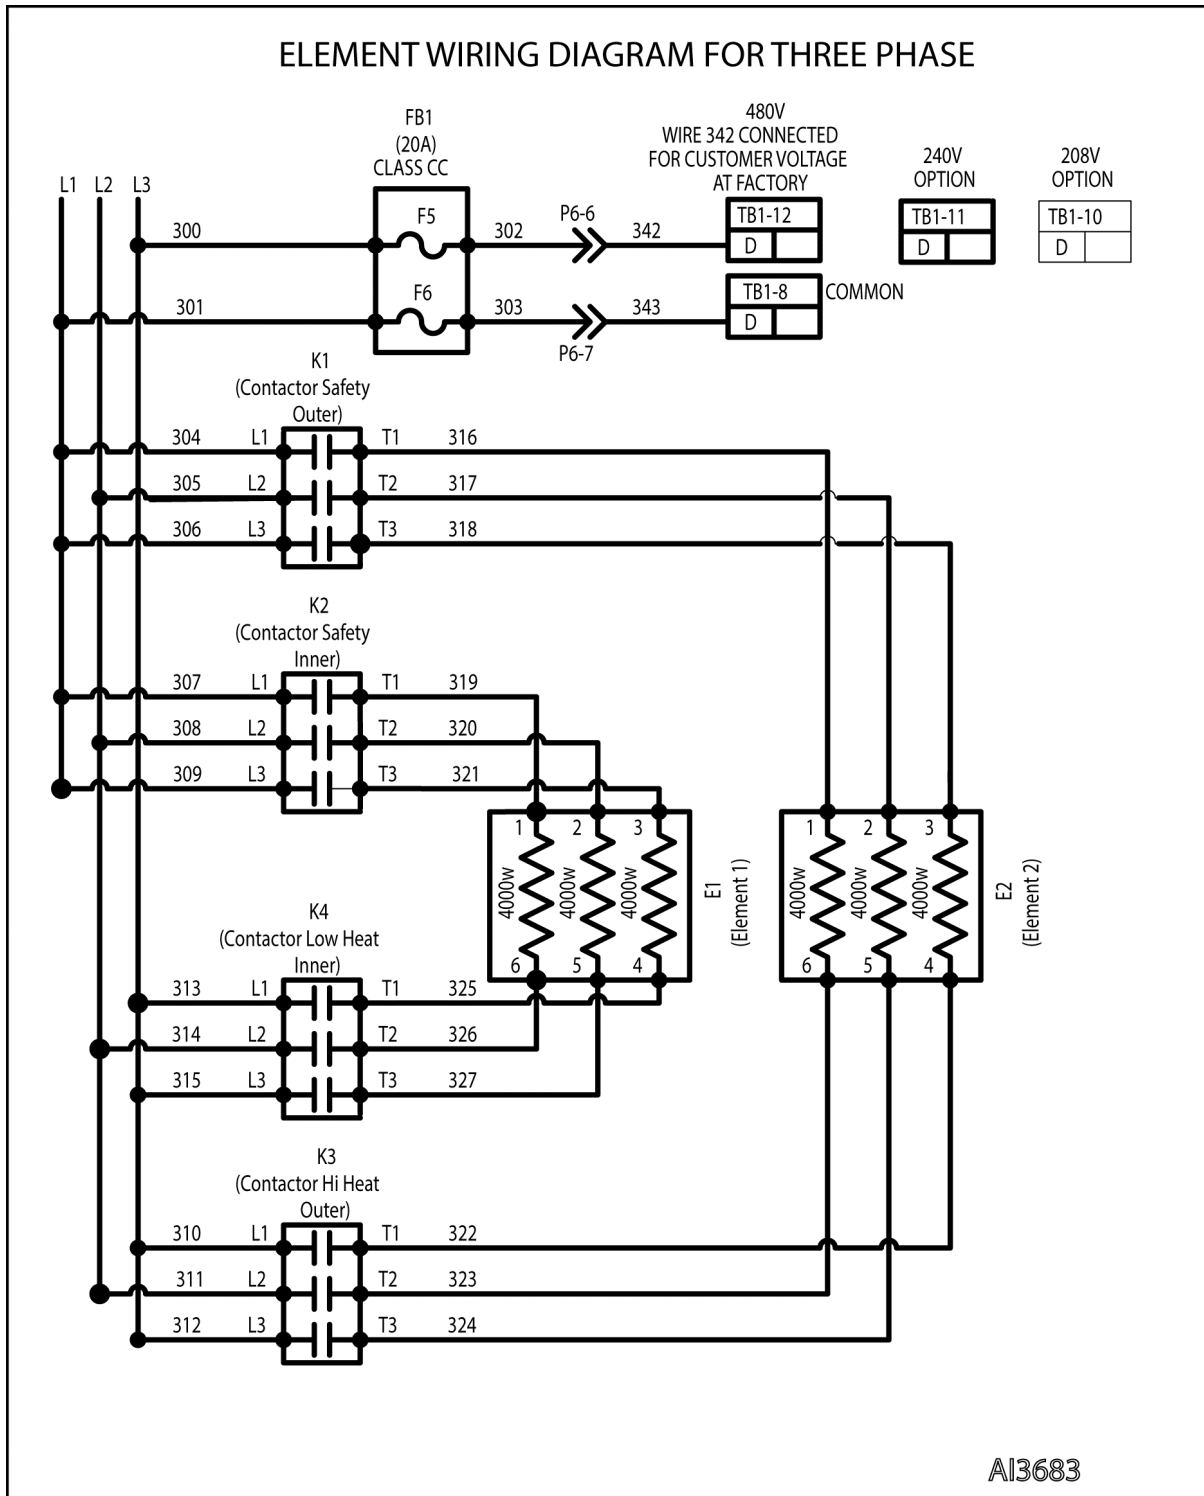 ELEMENT WIRING DIAGRAM FOR THREE PHASE
FB1
(20A)
CLASS CC
480V
WIRE 342 CONNECTED
FOR CUSTOMER VOLTAGE
AT FACTORY
240V
OPTION
208V
OPTION
L1 L2 L3
300 F5 302 P6-6 342 TB1-12 TB1-11 TB1-10
D D D
301 F6 303 343 TB1-8 COMMON
D
P6-7
K1
(Contactor Safety
Outer)
304 L1 T1 316
305 L2 T2 317
306 L3 T3 318
K2
(Contactor Safety
Inner)
307 L1 T1 319
308 L2 T2 320
309 L3 T3 321
1 2 3 1 2 3
4000w 4000w 4000w
E1
(Element 1)
4000w 4000w 4000w
E2
(Element 2)
6 5 4 6 5 4
K4
(Contactor Low Heat
Inner)
313 L1 T1 325
314 L2 T2 326
315 L3 T3 327
K3
(Contactor Hi Heat
Outer)
310 L1 T1 322
311 L2 T2 323
312 L3 T3 324
AI3683